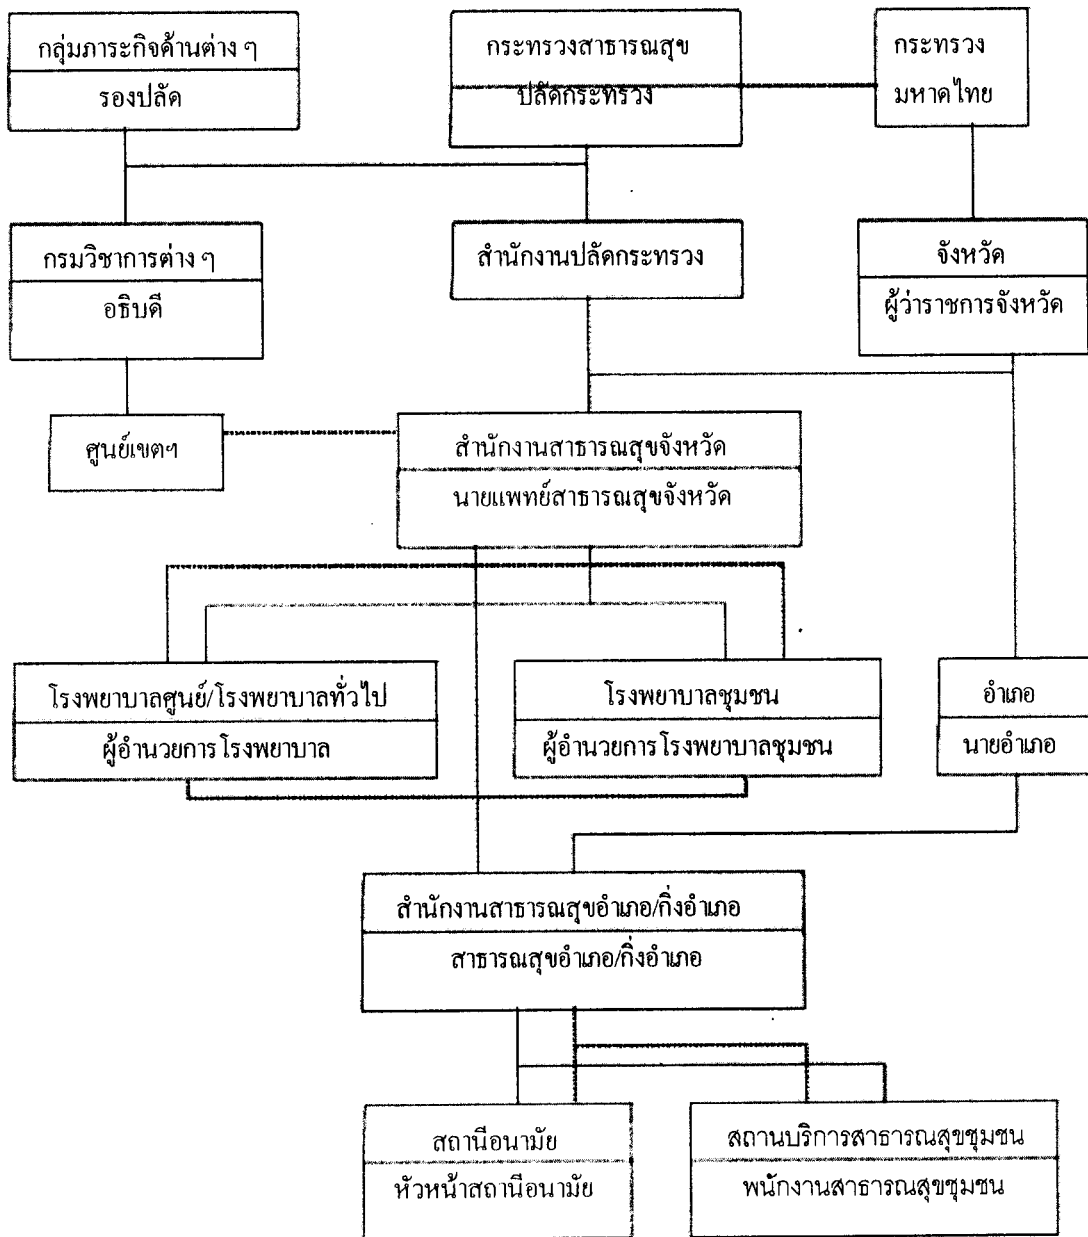 กลุ่มภาระกิจด้านต่าง ๆ
รองปลัด
กระทรวงสาธารณสุข
ปลัดกระทรวง
กระทรวง
มหาดไทย
กรมวิชาการต่าง ๆ
อธิบดี
สำนักงานปลัดกระทรวง
จังหวัด
ผู้ว่าราชการจังหวัด
ศูนย์เขตฯ
สำนักงานสาธารณสุขจังหวัด
นายแพทย์สาธารณสุขจังหวัด
โรงพยาบาลศูนย์/โรงพยาบาลทั่วไป
ผู้อำนวยการโรงพยาบาล
โรงพยาบาลชุมชน
ผู้อำนวยการโรงพยาบาลชุมชน
อำเภอ
นายอำเภอ
สำนักงานสาธารณสุขอำเภอ/กิ่งอำเภอ
สาธารณสุขอำเภอ/กิ่งอำเภอ
สถานีอนามัย
หัวหน้าสถานีอนามัย
สถานบริการสาธารณสุขชุมชน
พนักงานสาธารณสุขชุมชน